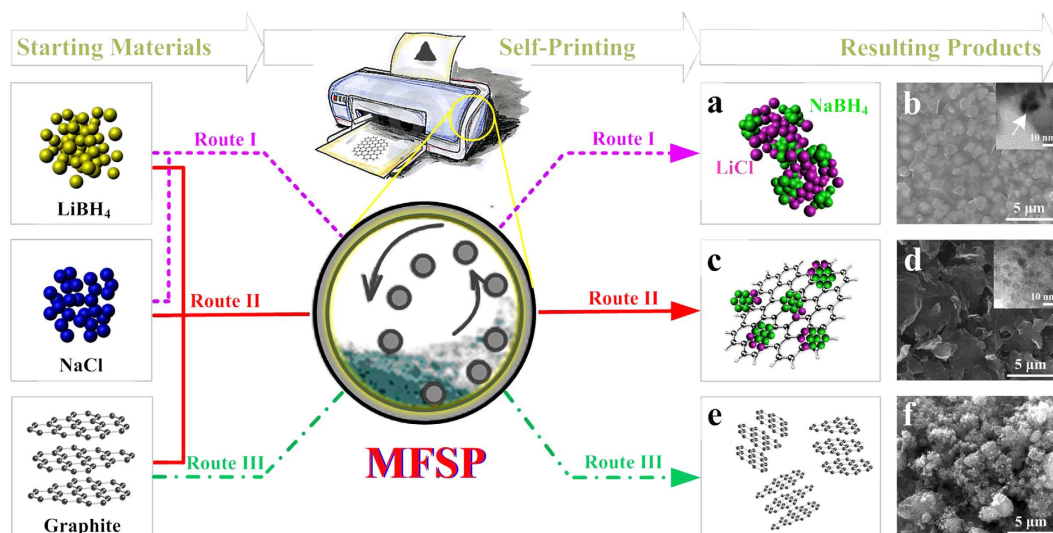 Starting Materials
Self-Printing
Resulting Products
LiBH₄
NaCl
Graphite
Route I
Route II
Route III
MFSP
Route I
Route II
Route III
a
NaBH₄
LiCl
b
10 nm
5 μm
c
d
10 nm
5 μm
e
f
5 μm